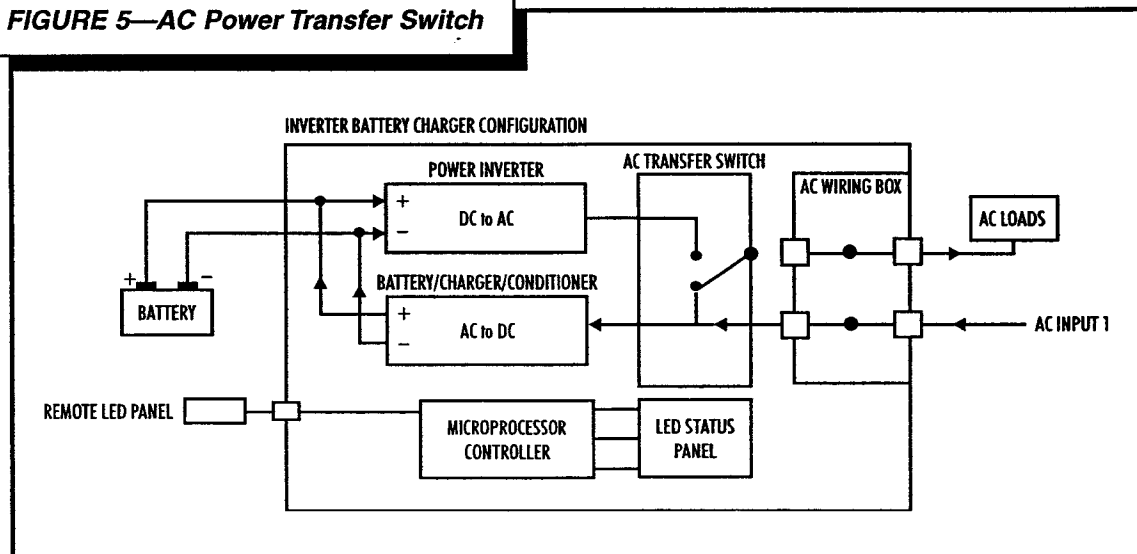 FIGURE 5—AC Power Transfer Switch
INVERTER BATTERY CHARGER CONFIGURATION
POWER INVERTER
AC TRANSFER SWITCH
AC WIRING BOX
+
DC to AC
−
AC LOADS
+
−
BATTERY
BATTERY/CHARGER/CONDITIONER
+
AC to DC
−
AC INPUT 1
REMOTE LED PANEL
MICROPROCESSOR
CONTROLLER
LED STATUS
PANEL